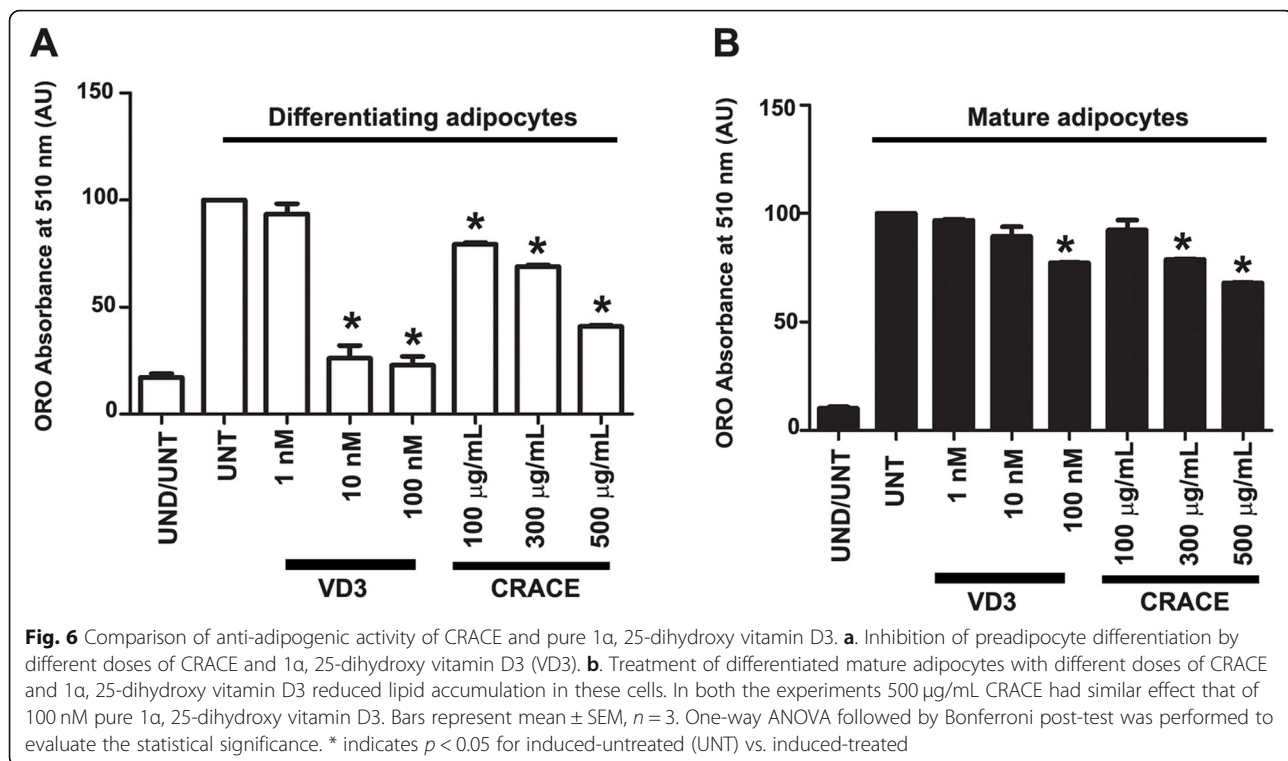 A
ORO Absorbance at 510 nm (AU)
150
100
50
0
Differentiating adipocytes
*
*
*
*
*
UND/UNT
UNT
1 nM
10 nM
100 nM
100 µg/mL
300 µg/mL
500 µg/mL
VD3
CRACE
B
ORO Absorbance at 510 nm (AU)
150
100
50
0
Mature adipocytes
*
*
*
UND/UNT
UNT
1 nM
10 nM
100 nM
100 µg/mL
300 µg/mL
500 µg/mL
VD3
CRACE
Fig. 6 Comparison of anti-adipogenic activity of CRACE and pure 1α, 25-dihydroxy vitamin D3. a. Inhibition of preadipocyte differentiation by
different doses of CRACE and 1α, 25-dihydroxy vitamin D3 (VD3). b. Treatment of differentiated mature adipocytes with different doses of CRACE
and 1α, 25-dihydroxy vitamin D3 reduced lipid accumulation in these cells. In both the experiments 500 µg/mL CRACE had similar effect that of
100 nM pure 1α, 25-dihydroxy vitamin D3. Bars represent mean ± SEM, n = 3. One-way ANOVA followed by Bonferroni post-test was performed to
evaluate the statistical significance. * indicates p < 0.05 for induced-untreated (UNT) vs. induced-treated